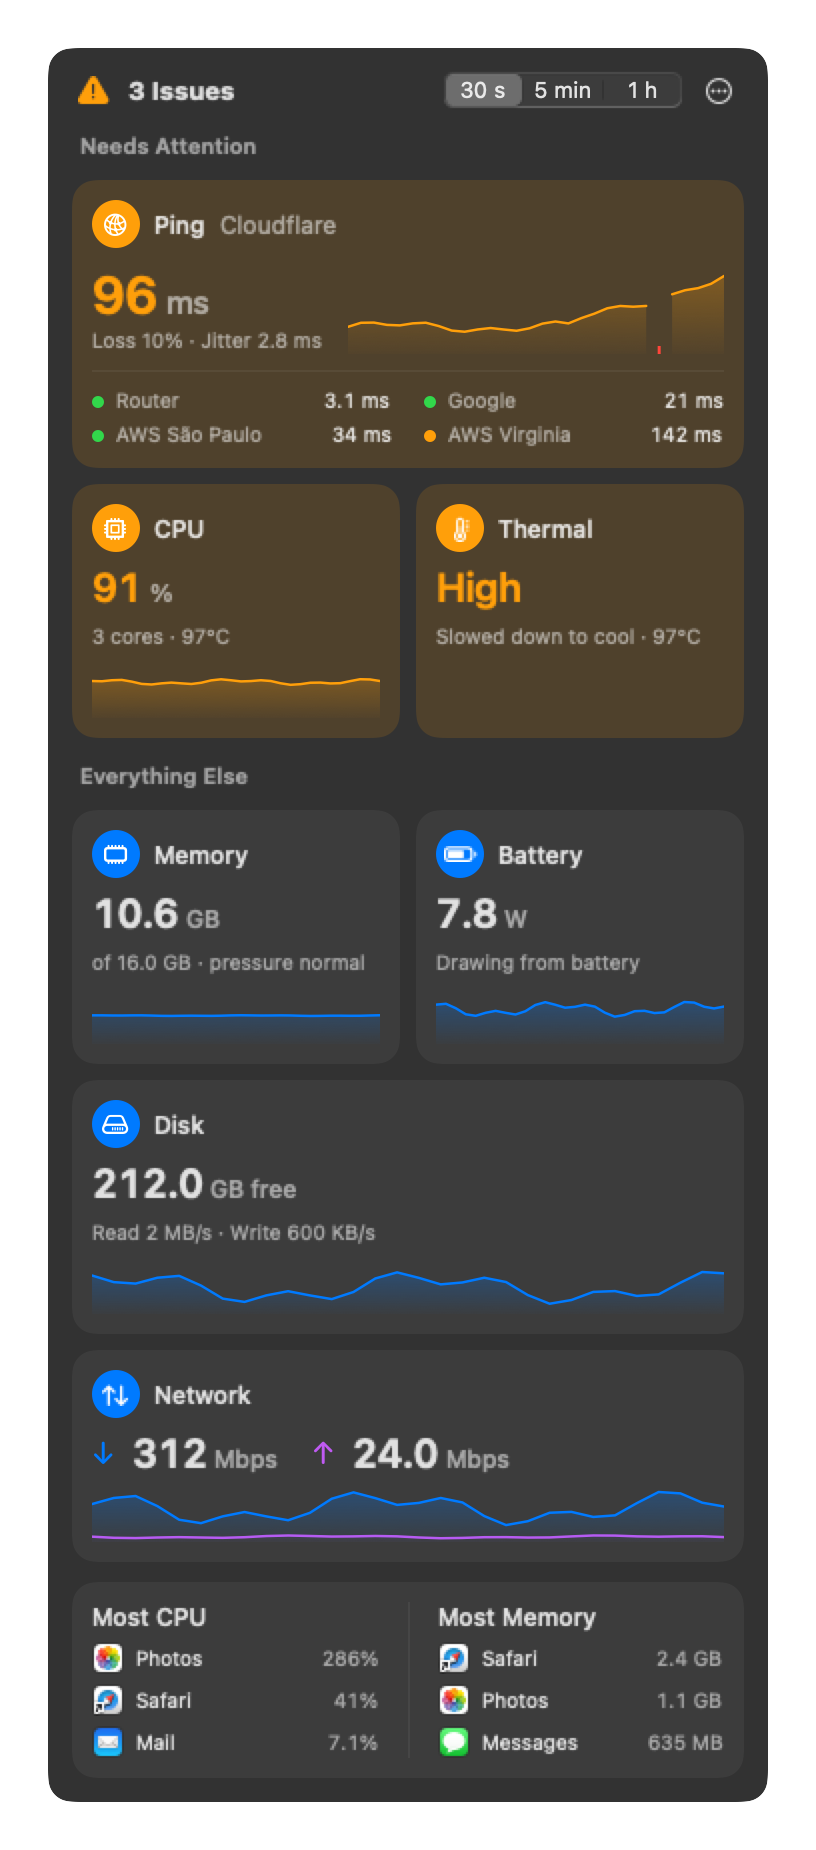 3 Issues
30 s 5 min 1 h
Needs Attention
Ping Cloudflare
96 ms
Loss 10% · Jitter 2.8 ms
Router 3.1 ms
Google 21 ms
AWS São Paulo 34 ms
AWS Virginia 142 ms
CPU
91 %
3 cores · 97°C
Thermal
High
Slowed down to cool · 97°C
Everything Else
Memory
10.6 GB
of 16.0 GB · pressure normal
Battery
7.8 W
Drawing from battery
Disk
212.0 GB free
Read 2 MB/s · Write 600 KB/s
Network
↓ 312 Mbps ↑ 24.0 Mbps
Most CPU
Photos 286%
Safari 41%
Mail 7.1%
Most Memory
Safari 2.4 GB
Photos 1.1 GB
Messages 635 MB